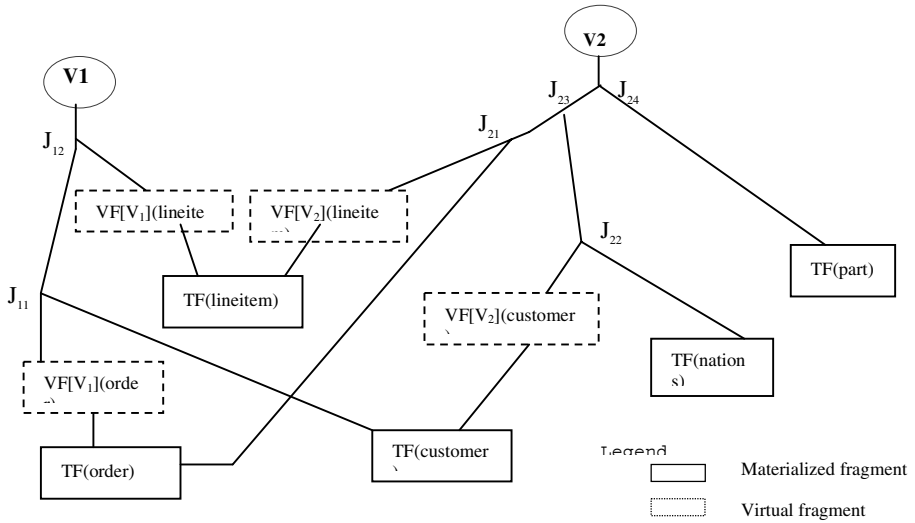 V1
V2
J12
J21
J23
J24
VF[V1](lineite
VF[V2](lineite
J22
TF(part)
TF(lineitem)
J11
VF[V2](customer
)
TF(nation
s)
VF[V1](orde
TF(order)
TF(customer
)
Legend
Materialized fragment
Virtual fragment